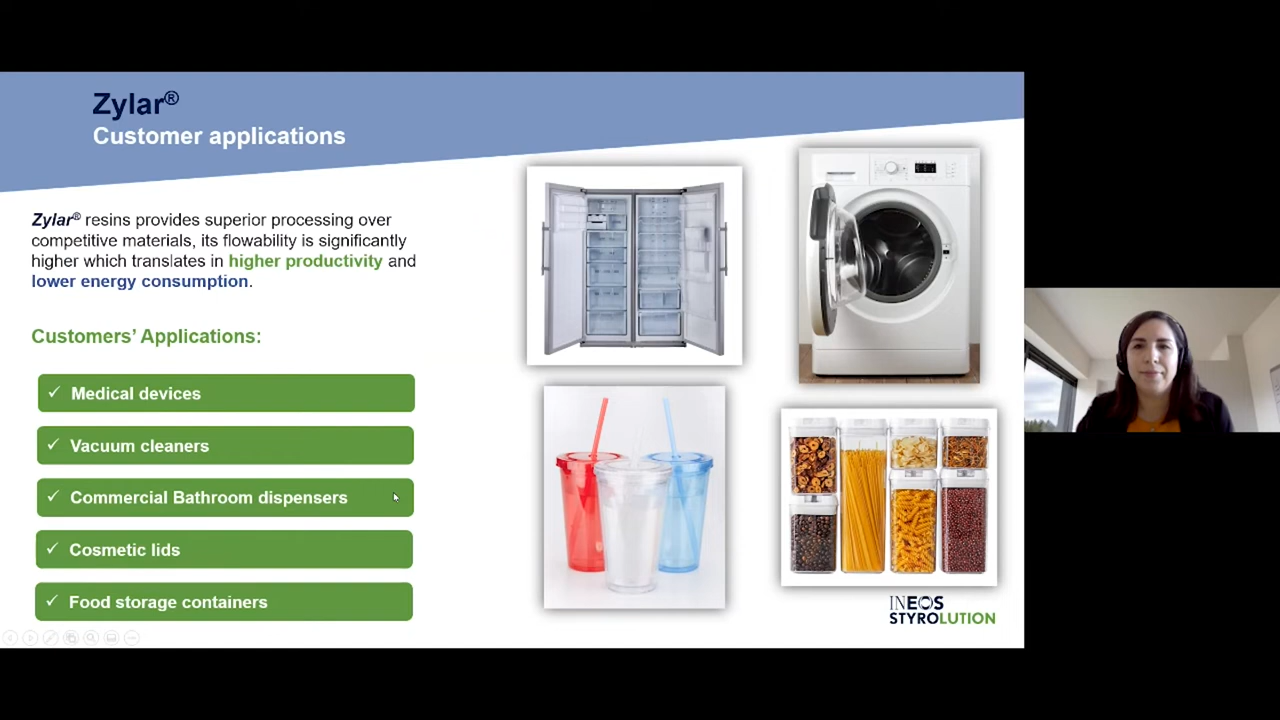 Zylar®
Customer applications
Zylar® resins provides superior processing over
competitive materials, its flowability is significantly
higher which translates in higher productivity and
lower energy consumption.
Customers' Applications:
✓ Medical devices
✓ Vacuum cleaners
✓ Commercial Bathroom dispensers
✓ Cosmetic lids
✓ Food storage containers
INEOS
STYROLUTION